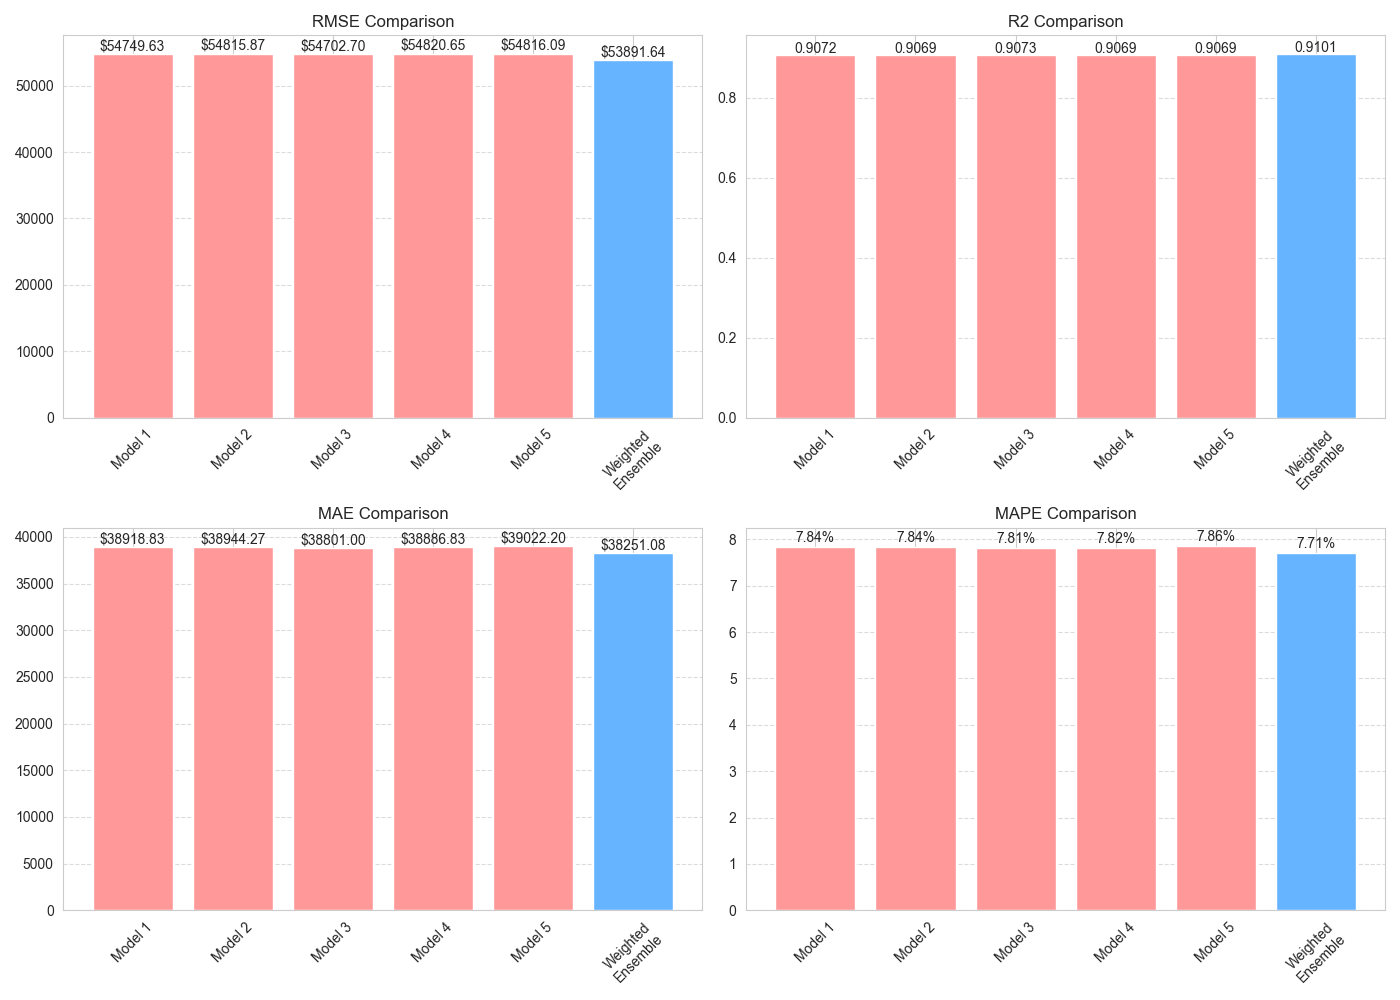 RMSE Comparison
$54749.63 $54815.87 $54702.70 $54820.65 $54816.09 $53891.64
50000
40000
30000
20000
10000
0
Model 1 Model 2 Model 3 Model 4 Model 5 Weighted
Ensemble
R2 Comparison
0.9072 0.9069 0.9073 0.9069 0.9069 0.9101
0.8
0.6
0.4
0.2
0.0
Model 1 Model 2 Model 3 Model 4 Model 5 Weighted
Ensemble
MAE Comparison
$38918.83 $38944.27 $38801.00 $38886.83 $39022.20 $38251.08
40000
35000
30000
25000
20000
15000
10000
5000
0
Model 1 Model 2 Model 3 Model 4 Model 5 Weighted
Ensemble
MAPE Comparison
7.84% 7.84% 7.81% 7.82% 7.86% 7.71%
8
7
6
5
4
3
2
1
0
Model 1 Model 2 Model 3 Model 4 Model 5 Weighted
Ensemble